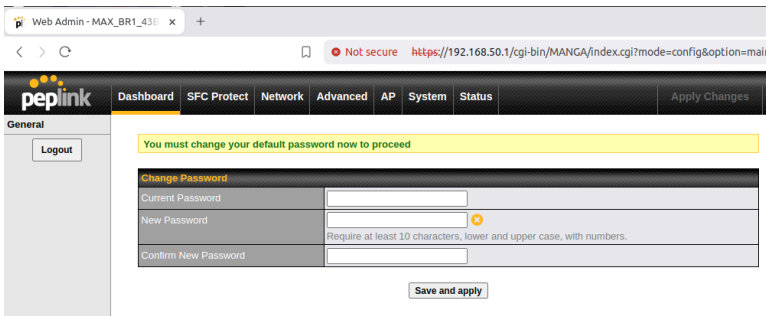 Web Admin - MAX_BR1_43B
Not secure https://192.168.50.1/cgi-bin/MANGA/index.cgi?mode=config&option=mai
peplink
Dashboard SFC Protect Network Advanced AP System Status Apply Changes
General
Logout
You must change your default password now to proceed
Change Password
Current Password
New Password
Require at least 10 characters, lower and upper case, with numbers.
Confirm New Password
Save and apply